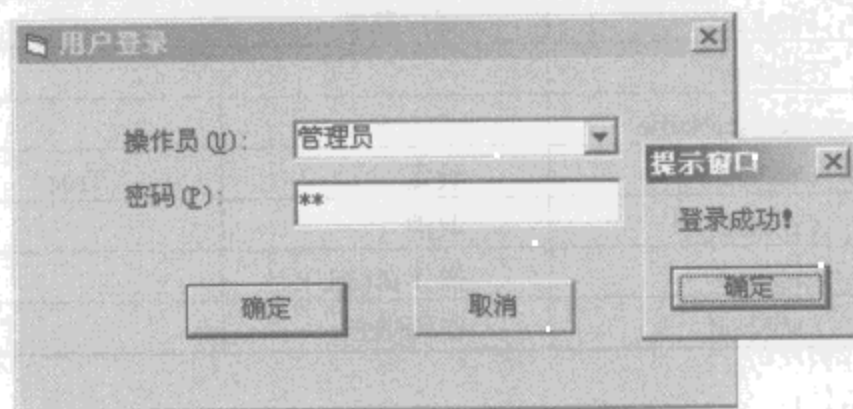 用户登录
操作员(U): 管理员
密码(P): **
确定 取消
提示窗口
登录成功!
确定